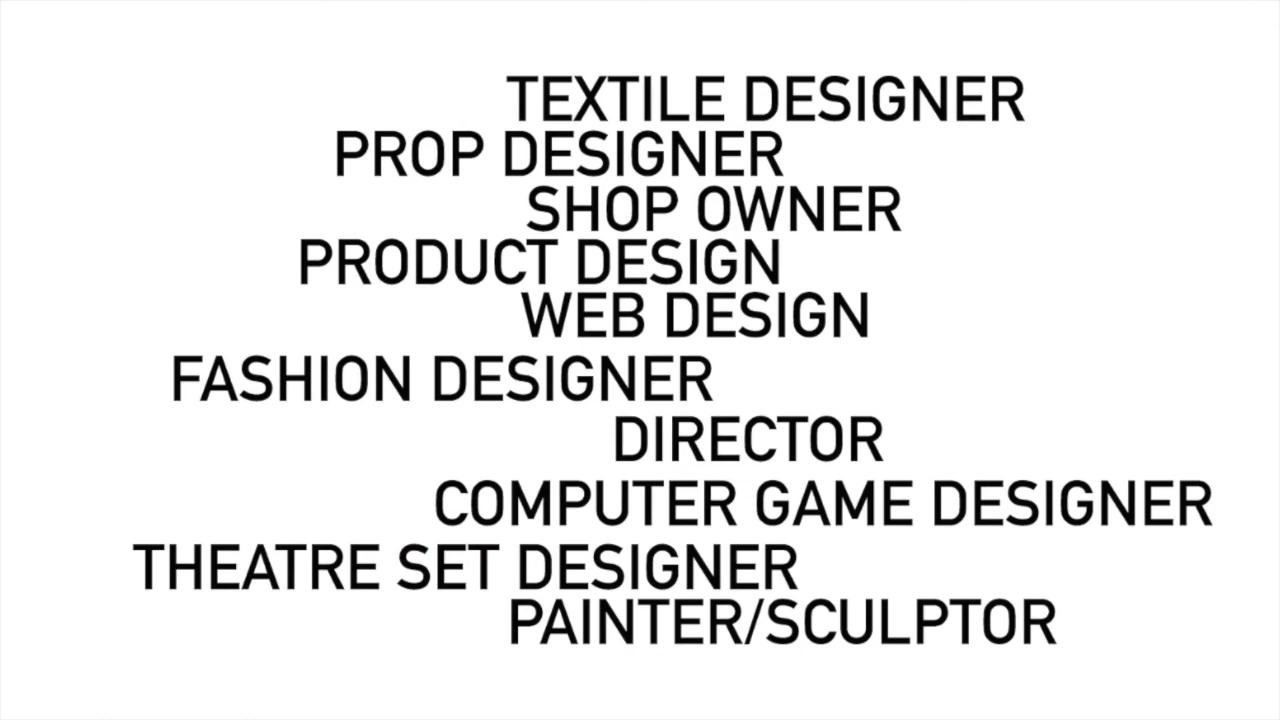 TEXTILE DESIGNER
PROP DESIGNER
SHOP OWNER
PRODUCT DESIGN
WEB DESIGN
FASHION DESIGNER
DIRECTOR
COMPUTER GAME DESIGNER
THEATRE SET DESIGNER
PAINTER/SCULPTOR